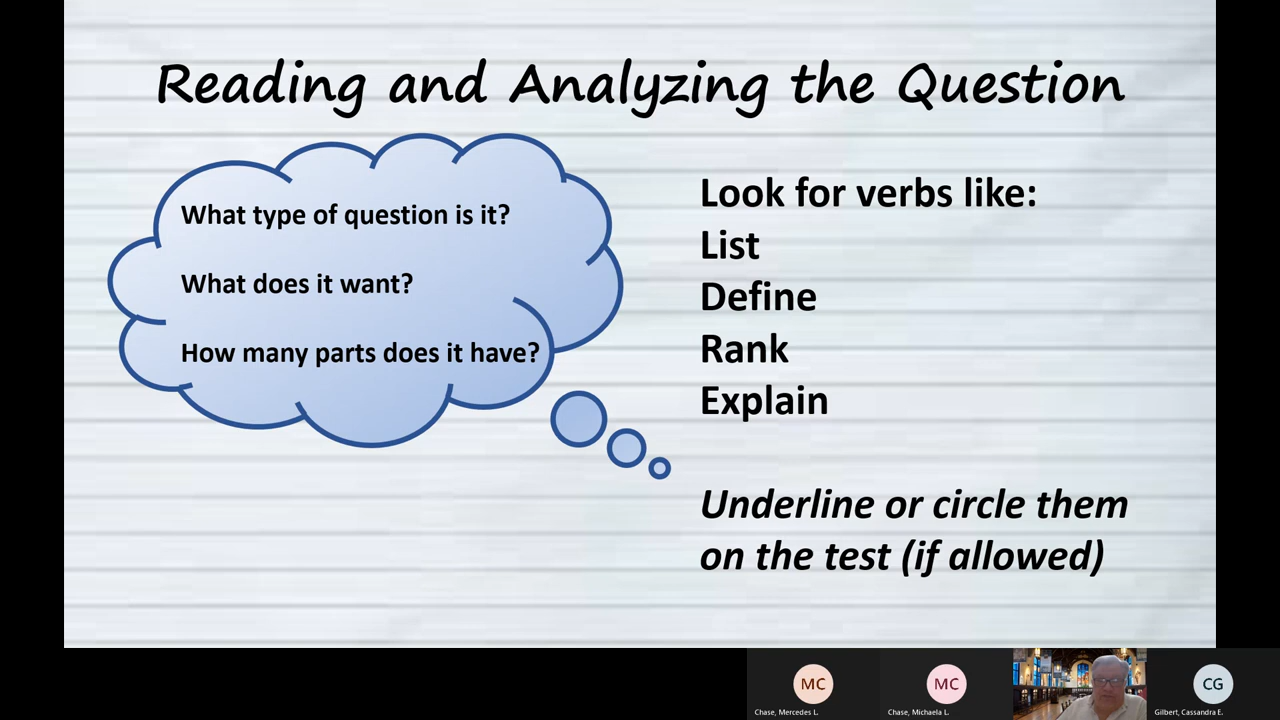 Reading and Analyzing the Question
What type of question is it?
What does it want?
How many parts does it have?
Look for verbs like:
List
Define
Rank
Explain
Underline or circle them
on the test (if allowed)
MC
Chase, Mercedes L.
MC
Chase, Michaela L.
CG
Gilbert, Cassandra E.